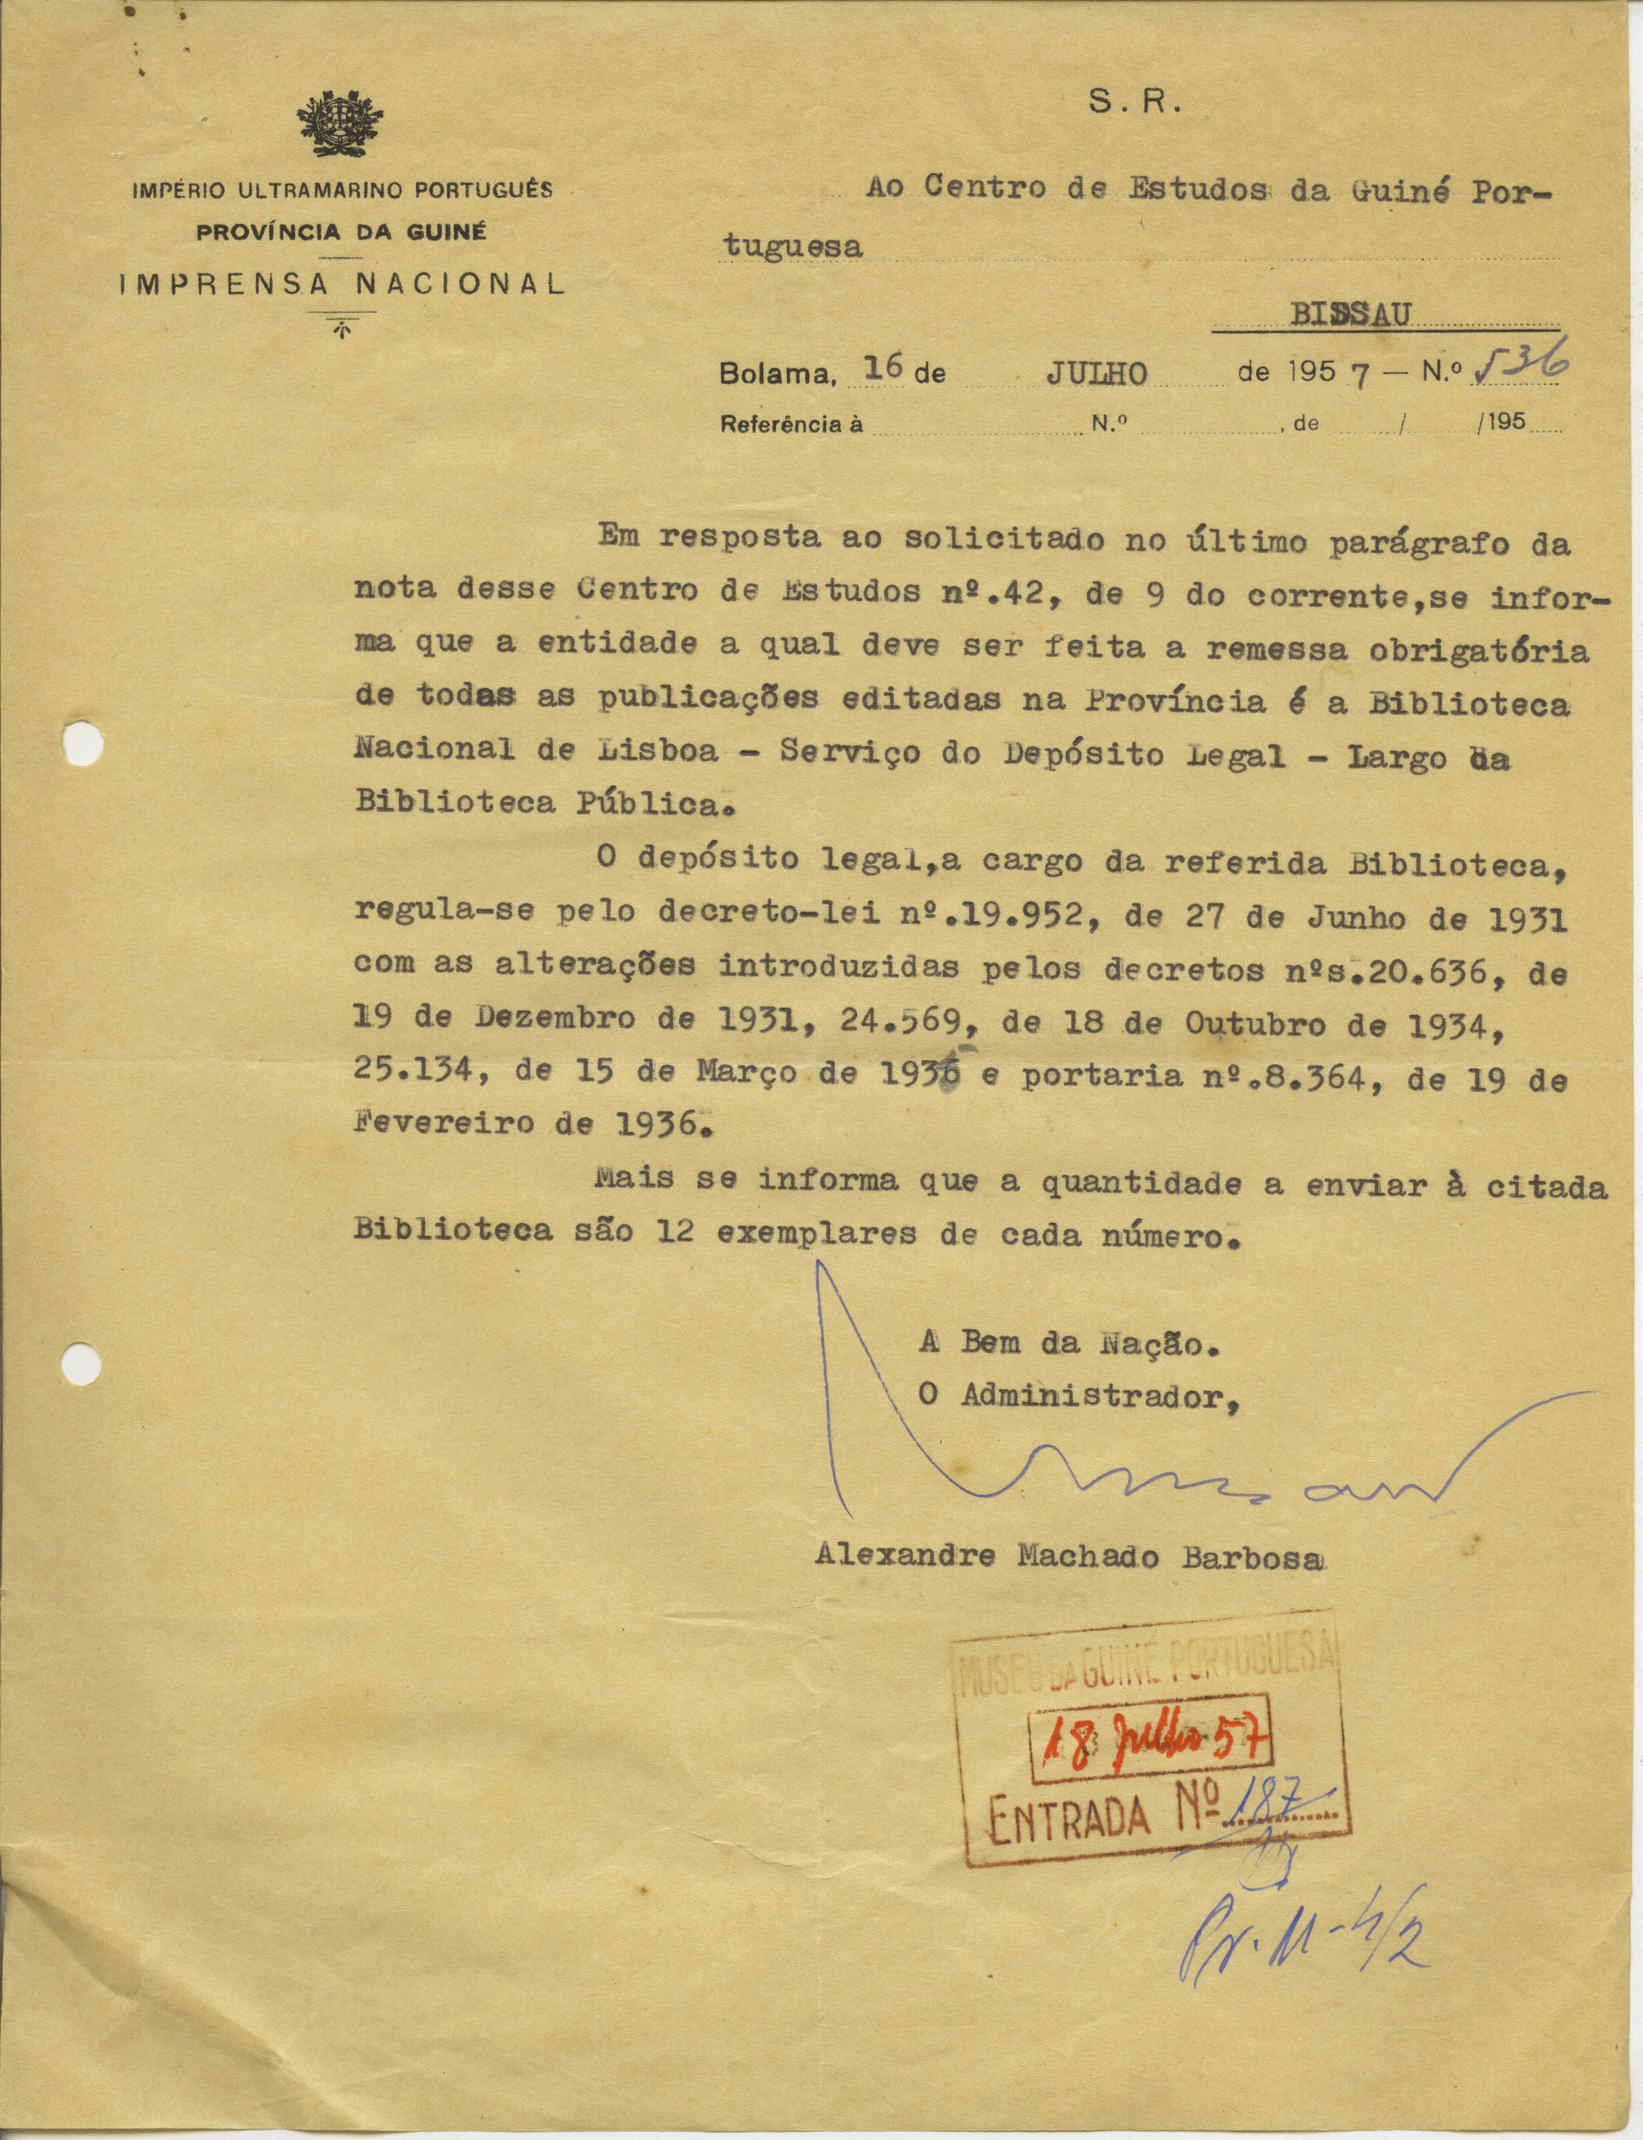 S. R.
IMPÉRIO ULTRAMARINO PORTUGUÊS
PROVÍNCIA DA GUINÉ
IMPRENSA NACIONAL
Ao Centro de Estudos da Guiné Por-
tuguesa
BISSAU
Bolama, 16 de JULHO de 1957 — N.º 536
Referência à N.º , de / /195
Em resposta ao solicitado no último parágrafo da
nota desse Centro de Estudos nº.42, de 9 do corrente,se infor-
ma que a entidade a qual deve ser feita a remessa obrigatória
de todas as publicações editadas na Província é a Biblioteca
Nacional de Lisboa - Serviço do Depósito Legal - Largo da
Biblioteca Pública.
O depósito legal,a cargo da referida Biblioteca,
regula-se pelo decreto-lei nº.19.952, de 27 de Junho de 1931
com as alterações introduzidas pelos decretos nºs.20.636, de
19 de Dezembro de 1931, 24.569, de 18 de Outubro de 1934,
25.134, de 15 de Março de e portaria nº.8.364, de 19 de
Fevereiro de 1936.
Mais se informa que a quantidade a enviar à citada
Biblioteca são 12 exemplares de cada número.
A Bem da Nação.
O Administrador,
Alexandre Machado Barbosa
MUSEU DA GUINÉ PORTUGUESA
18 Julho 57
ENTRADA Nº 187
Pr. 11-4/2